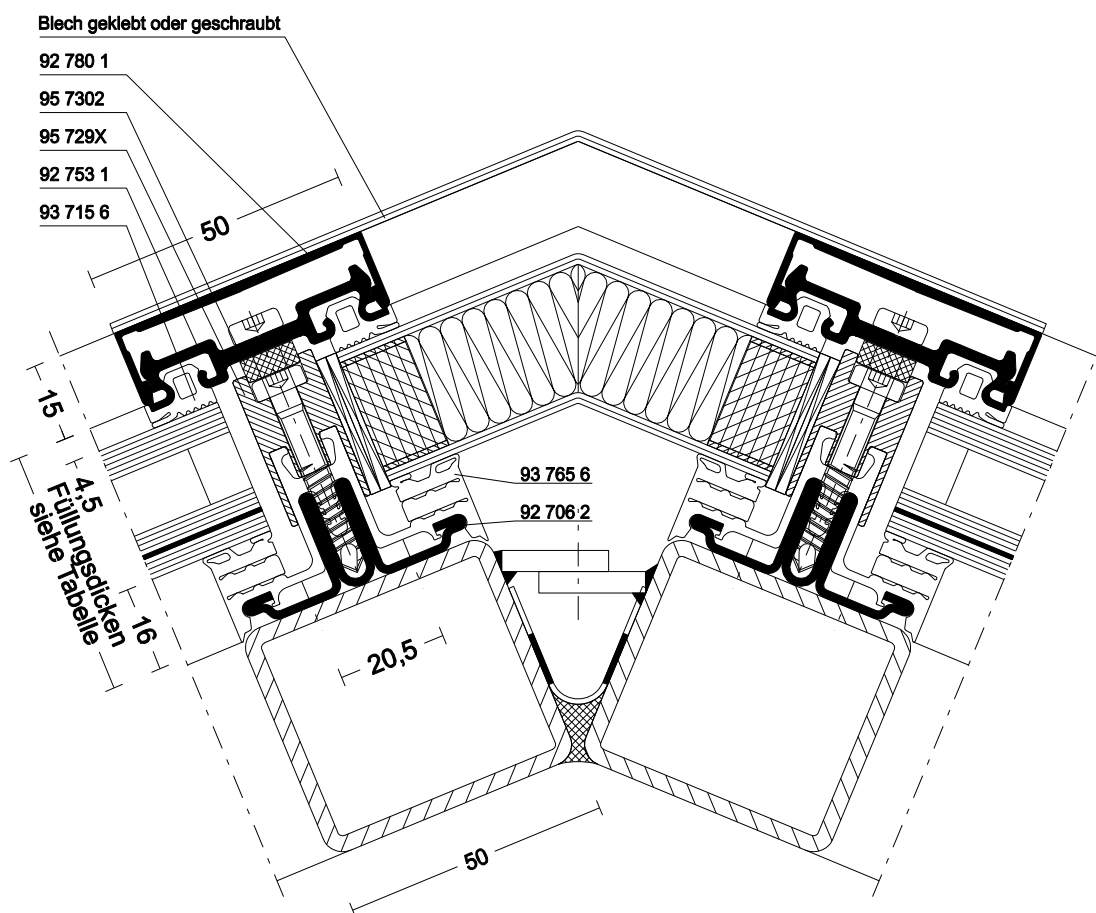 Blech geklebt oder geschraubt
92 780 1
95 7302
95 729X
92 753 1
93 715 6
50
15
4,5
Füllungsdicken
siehe Tabelle
16
93 765 6
92 706 2
20,5
50